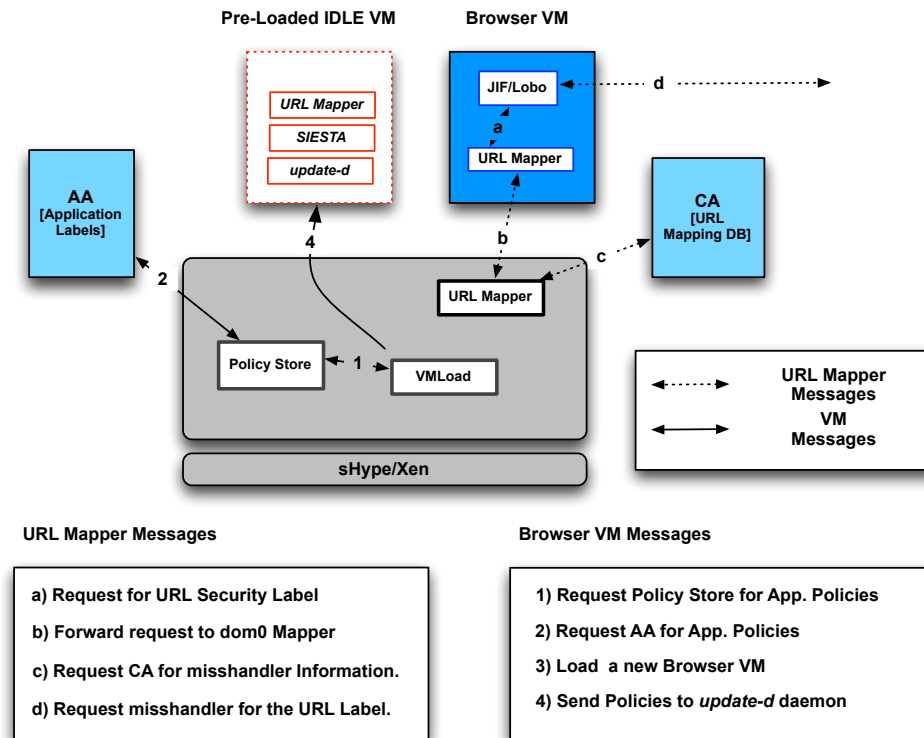 Pre-Loaded IDLE VM
Browser VM
URL Mapper
SIESTA
update-d
JIF/Lobo
d
a
URL Mapper
AA
[Application
Labels]
CA
[URL
Mapping DB]
4
b
c
2
URL Mapper
Policy Store
1
VMLoad
URL Mapper
Messages
VM
Messages
sHype/Xen
URL Mapper Messages
a) Request for URL Security Label
b) Forward request to dom0 Mapper
c) Request CA for misshandler Information.
d) Request misshandler for the URL Label.
Browser VM Messages
1) Request Policy Store for App. Policies
2) Request AA for App. Policies
3) Load a new Browser VM
4) Send Policies to update-d daemon